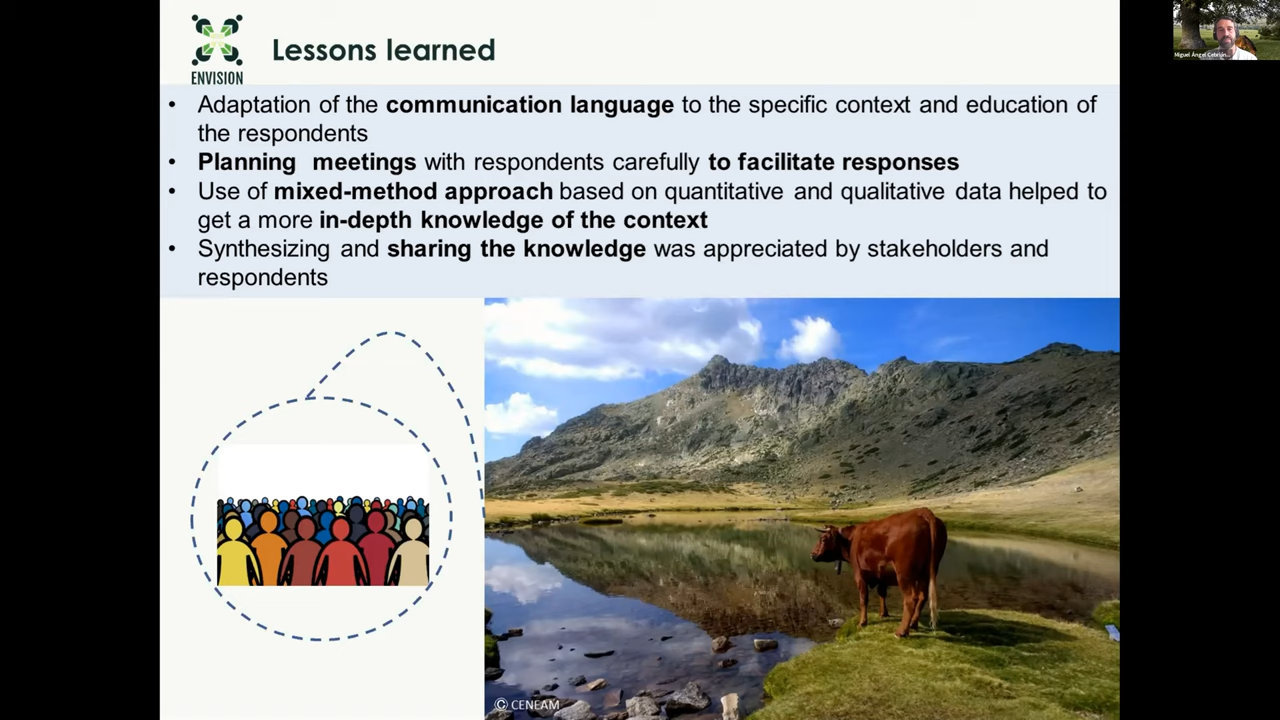 ENVISION
Lessons learned
• Adaptation of the communication language to the specific context and education of
the respondents
• Planning meetings with respondents carefully to facilitate responses
• Use of mixed-method approach based on quantitative and qualitative data helped to
get a more in-depth knowledge of the context
• Synthesizing and sharing the knowledge was appreciated by stakeholders and
respondents
© CENEAM
Miguel Ángel